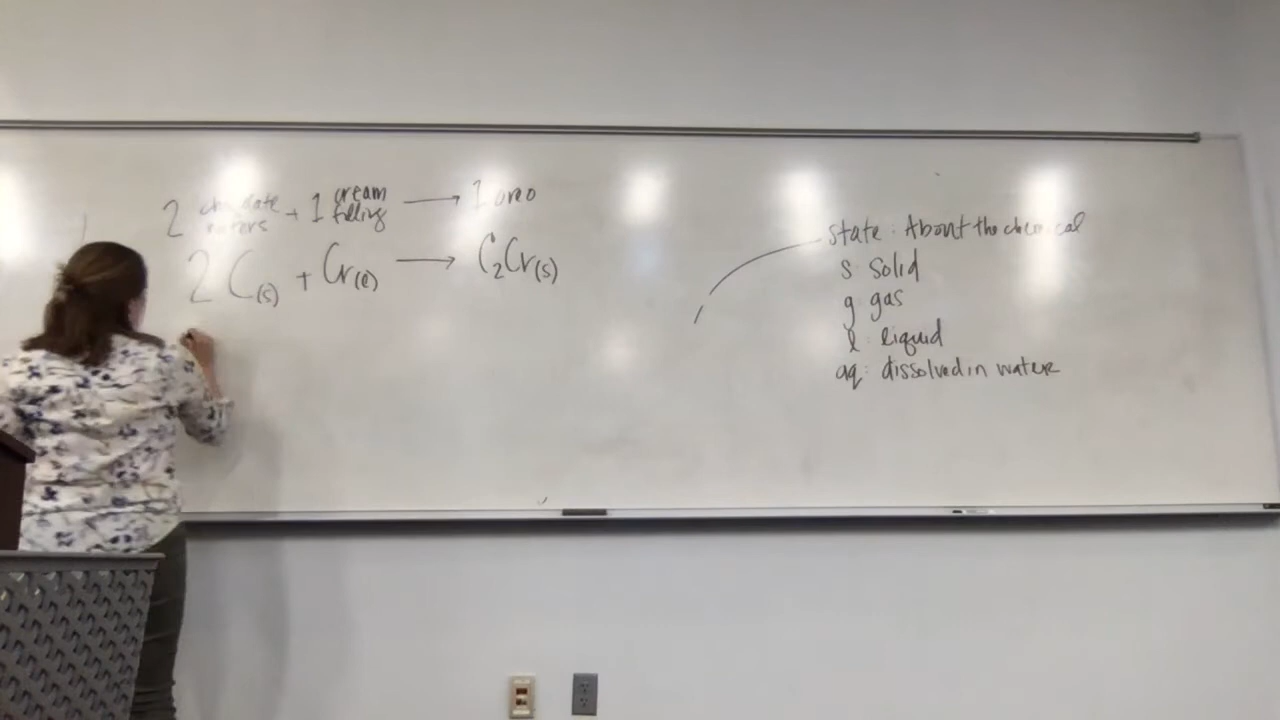 2 chocolate wafers + 1 cream filling → 1 oreo
2 C(s) + Cr(l) → C₂Cr(s)
state: About the chemical
s solid
g gas
l: liquid
aq: dissolved in water